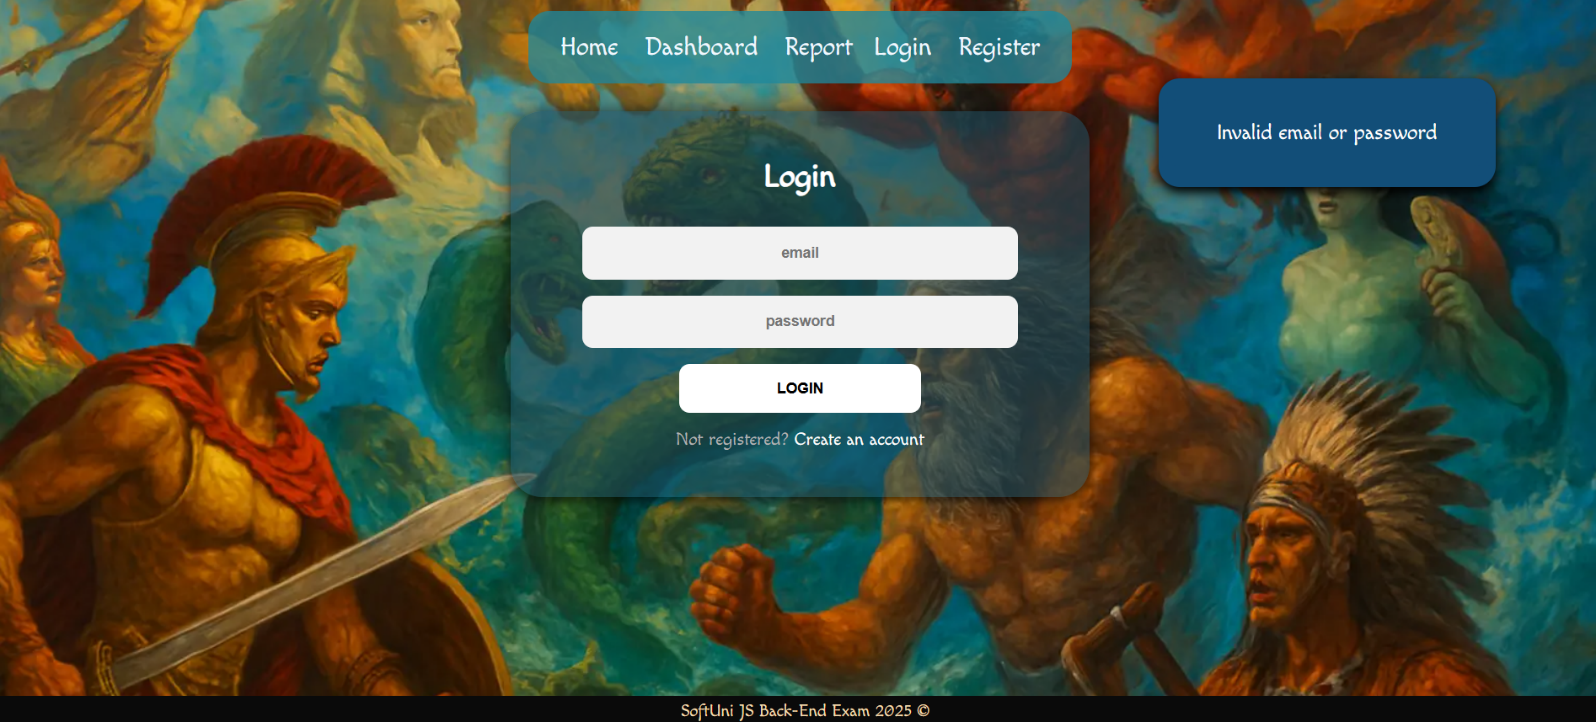 Home Dashboard Report Login Register
Invalid email or password
Login
email
password
LOGIN
Not registered? Create an account
SoftUni JS Back-End Exam 2025 ©